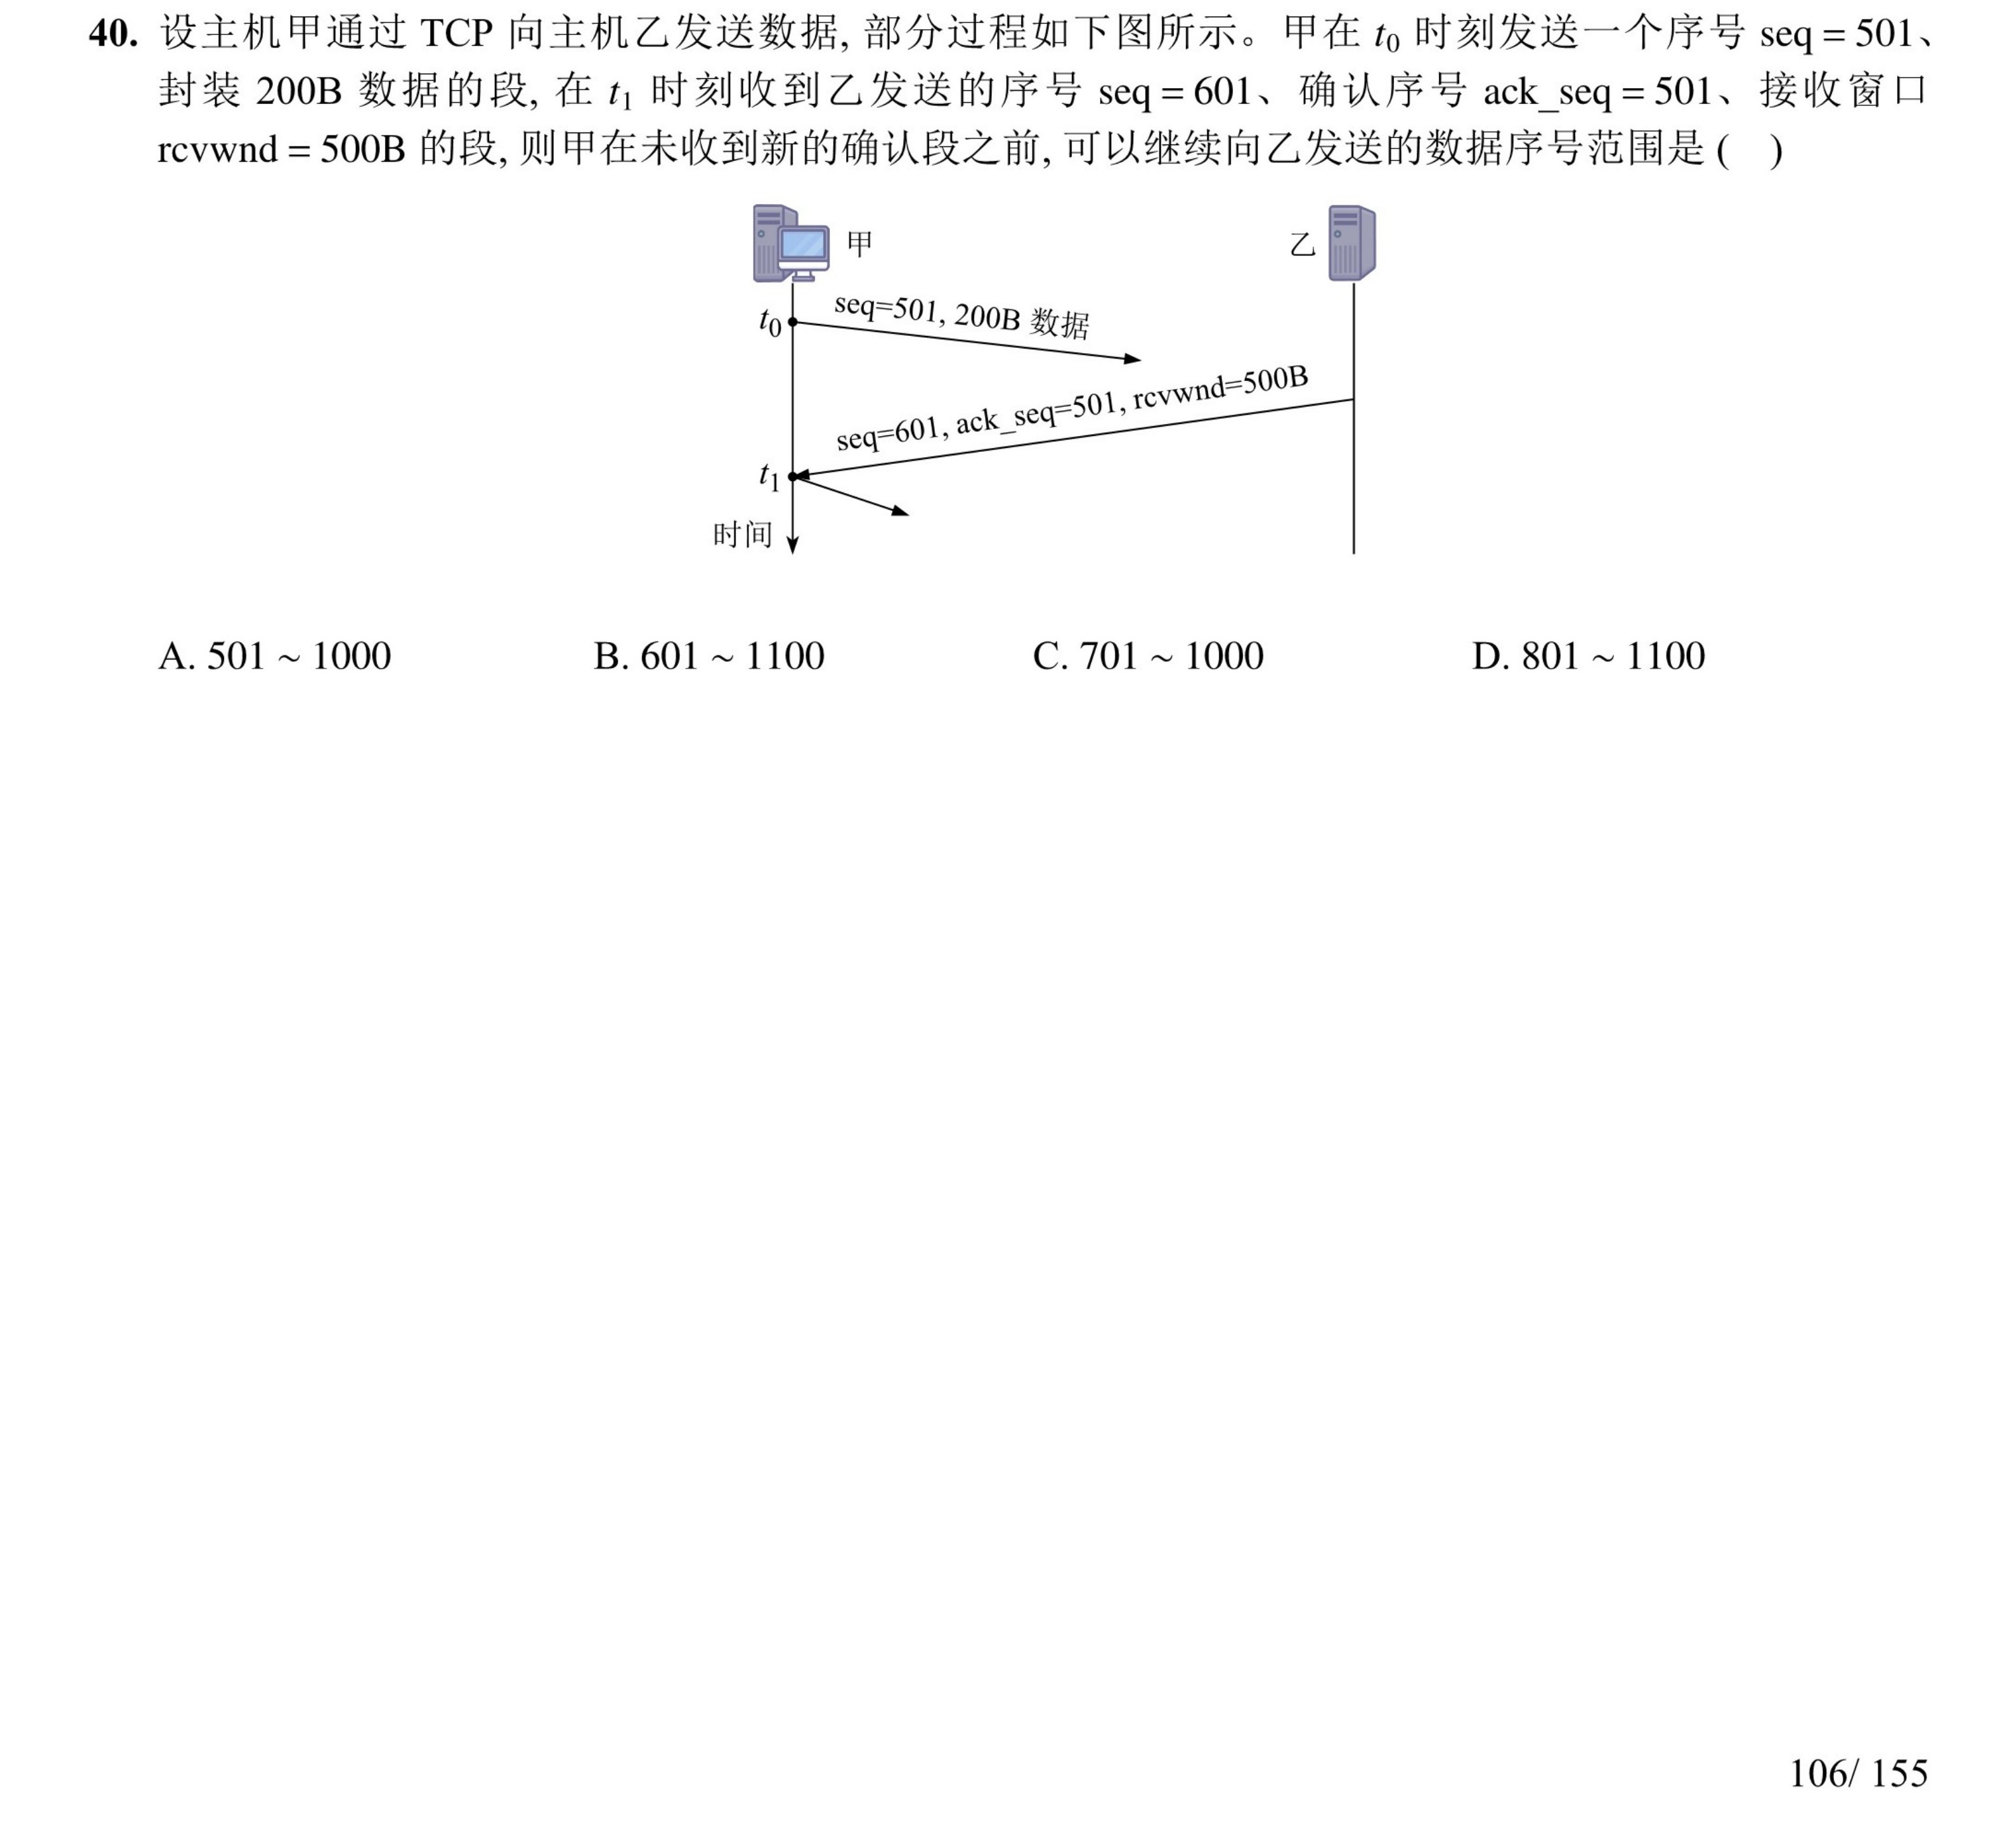 40. 设主机甲通过 TCP 向主机乙发送数据, 部分过程如下图所示。甲在 t0 时刻发送一个序号 seq = 501、
封装 200B 数据的段, 在 t1 时刻收到乙发送的序号 seq = 601、确认序号 ack_seq = 501、接收窗口
rcvwnd = 500B 的段, 则甲在未收到新的确认段之前, 可以继续向乙发送的数据序号范围是 (  )
甲
乙
t0
seq=501, 200B 数据
seq=601, ack_seq=501, rcvwnd=500B
t1
时间
A. 501 ~ 1000 B. 601 ~ 1100 C. 701 ~ 1000 D. 801 ~ 1100
106/ 155